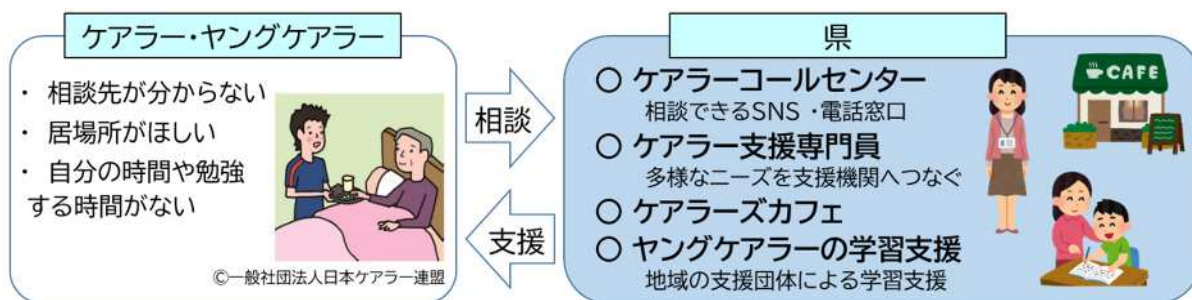 ケアラー・ヤングケアラー
・ 相談先が分からない
・ 居場所がほしい
・ 自分の時間や勉強
する時間がない
©一般社団法人日本ケアラー連盟
相談
支援
県
○ ケアラーコールセンター
相談できるSNS・電話窓口
○ ケアラー支援専門員
多様なニーズを支援機関へつなぐ
○ ケアラーズカフェ
○ ヤングケアラーの学習支援
地域の支援団体による学習支援
CAFE